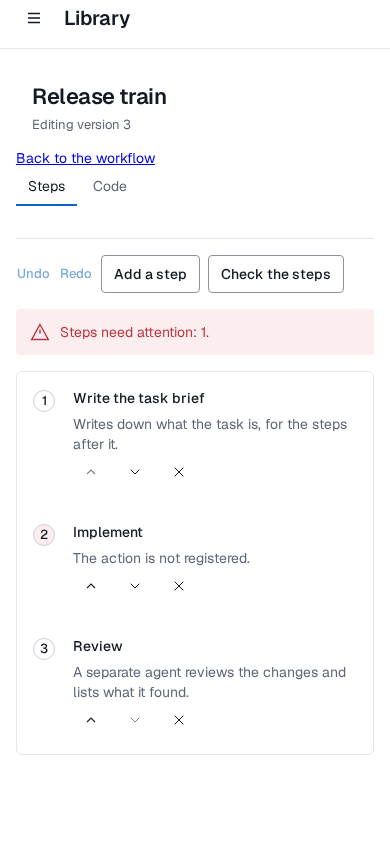 Library
Release train
Editing version 3
Back to the workflow
Steps Code
Undo Redo Add a step Check the steps
Steps need attention: 1.
1 Write the task brief
Writes down what the task is, for the steps
after it.
2 Implement
The action is not registered.
3 Review
A separate agent reviews the changes and
lists what it found.